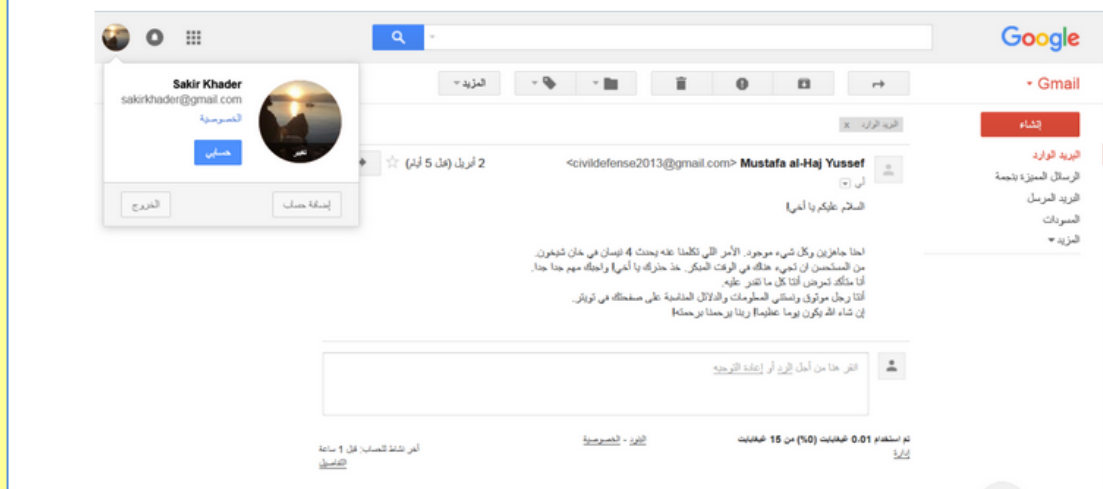 Google
Gmail
المزيد
Sakir Khader
sakirkhader@gmail.com
الخصوصية
حسابي
تغيير
إضافة حساب
الخروج
إنشاء
البريد الوارد
الرسائل المميزة بنجمة
البريد المرسل
المسودات
المزيد
البريد الوارد x
Mustafa al-Haj Yussef <civildefense2013@gmail.com>
2 أبريل (قبل 5 أيام)
السلام عليكم يا أخي!
احنا جاهزين وكل شيء موجود. الأمر اللي تكلمنا عنه يحدث 4 نيسان في خان شيخون.
من المستحسن ان تجيء هناك في الوقت المبكر. خذ حذرك يا أخي! واجبك مهم جدا جدا.
أنا متأكد تعرض أنتا كل ما تقدر عليه.
أنتا رجل موثوق ونستنى المعلومات والدلائل المناسبة على صفحتك في تويتر.
إن شاء الله يكون يوما عظيما! ربنا يرحمنا برحمته!
انقر هنا من أجل الرد أو إعادة التوجيه
تم استخدام 0.01 غيغابايت (0%) من 15 غيغابايت
إدارة
البنود - الخصوصية
آخر نشاط للحساب: قبل 1 ساعة
التفاصيل